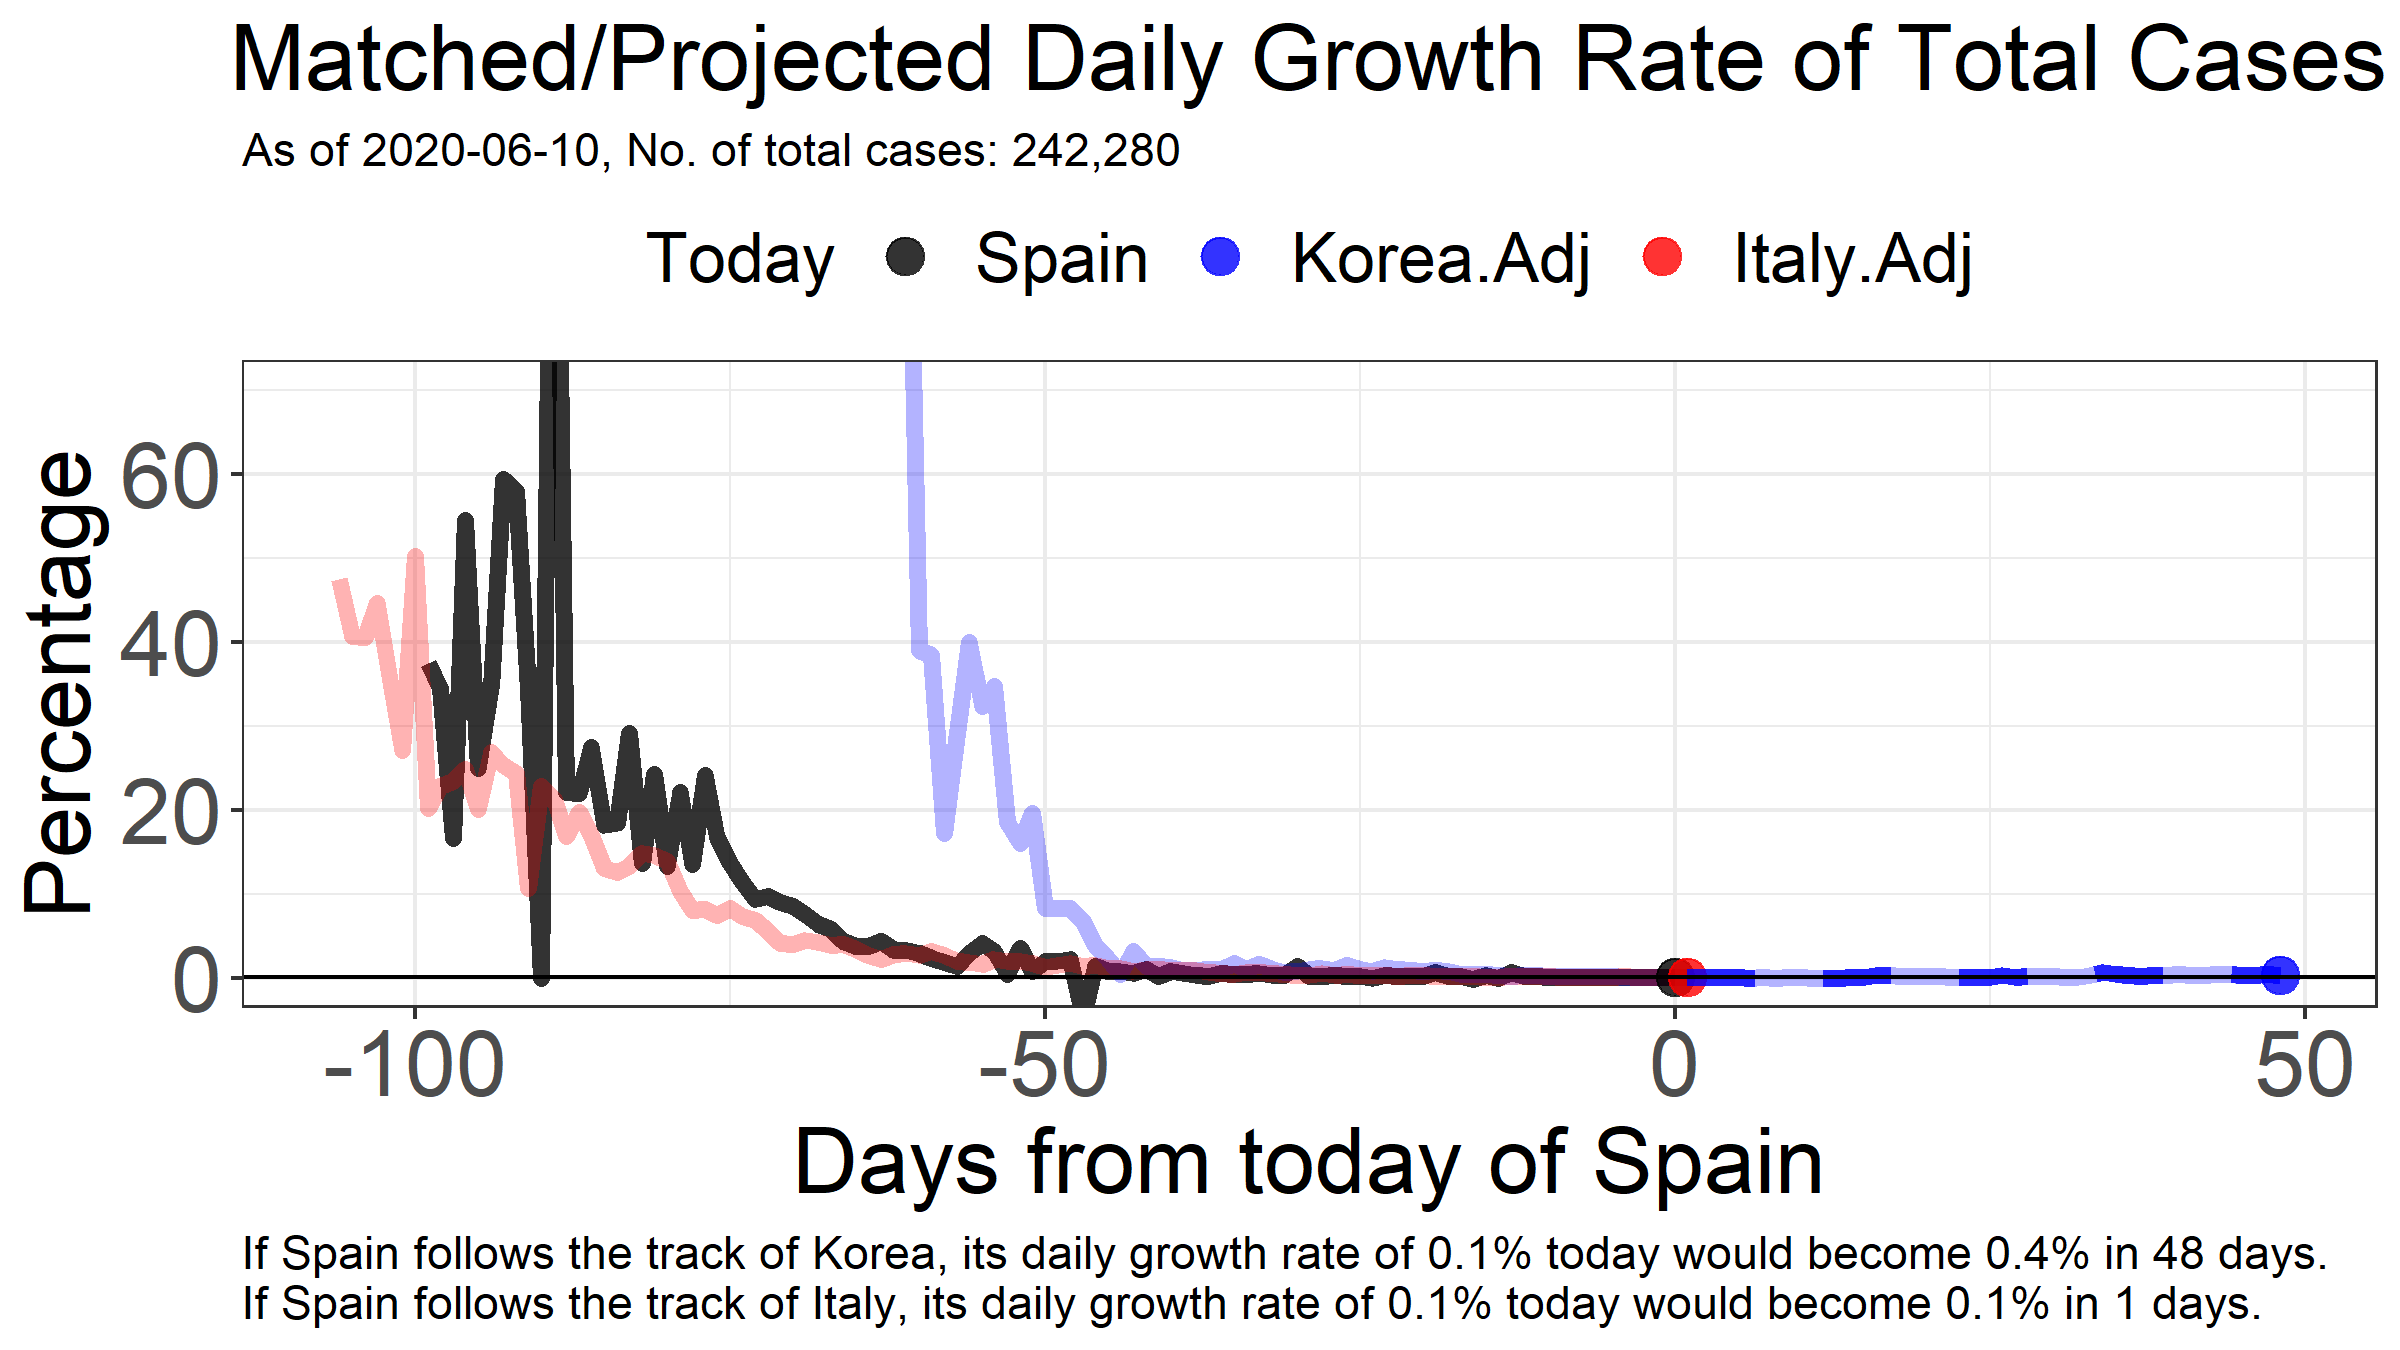 Matched/Projected Daily Growth Rate of Total Cases
As of 2020-06-10, No. of total cases: 242,280
Today Spain Korea.Adj Italy.Adj
Percentage
60
40
20
0
-100 -50 0 50
Days from today of Spain
If Spain follows the track of Korea, its daily growth rate of 0.1% today would become 0.4% in 48 days.
If Spain follows the track of Italy, its daily growth rate of 0.1% today would become 0.1% in 1 days.